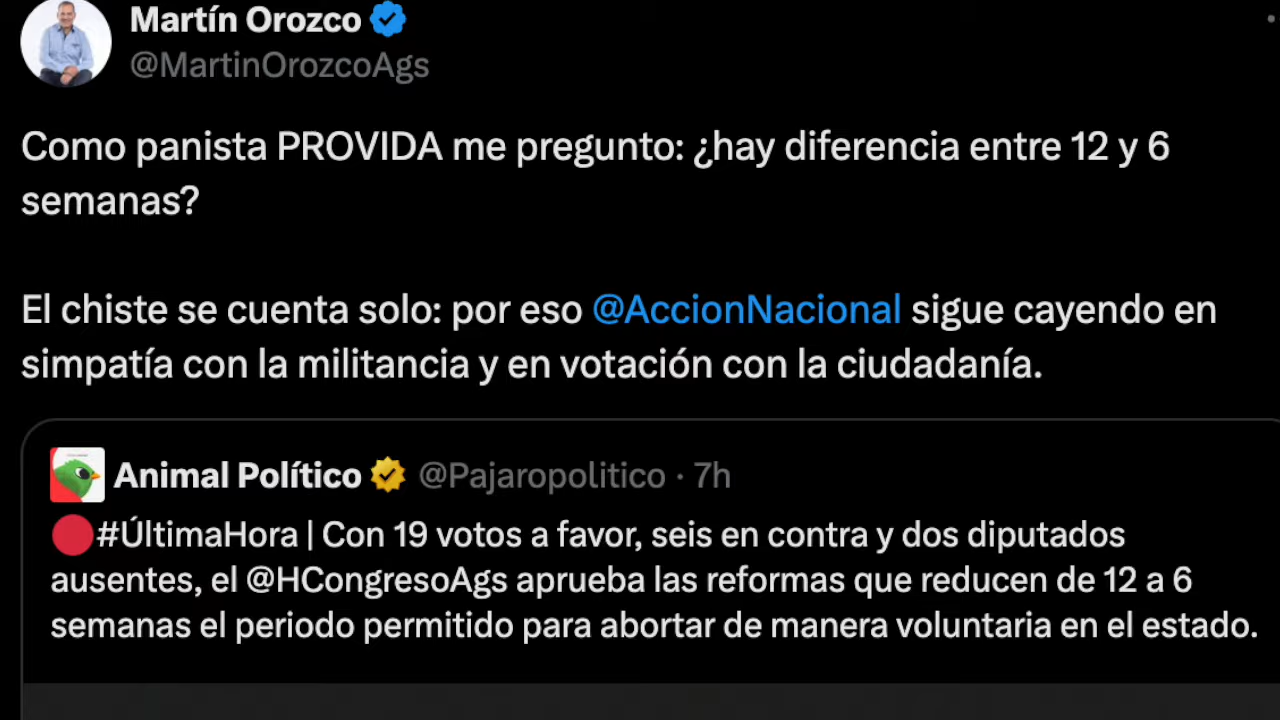 Martín Orozco
@MartinOrozcoAgs
Como panista PROVIDA me pregunto: ¿hay diferencia entre 12 y 6
semanas?
El chiste se cuenta solo: por eso @AccionNacional sigue cayendo en
simpatía con la militancia y en votación con la ciudadanía.
Animal Político @Pajaropolitico · 7h
🔴#ÚltimaHora | Con 19 votos a favor, seis en contra y dos diputados
ausentes, el @HCongresoAgs aprueba las reformas que reducen de 12 a 6
semanas el periodo permitido para abortar de manera voluntaria en el estado.